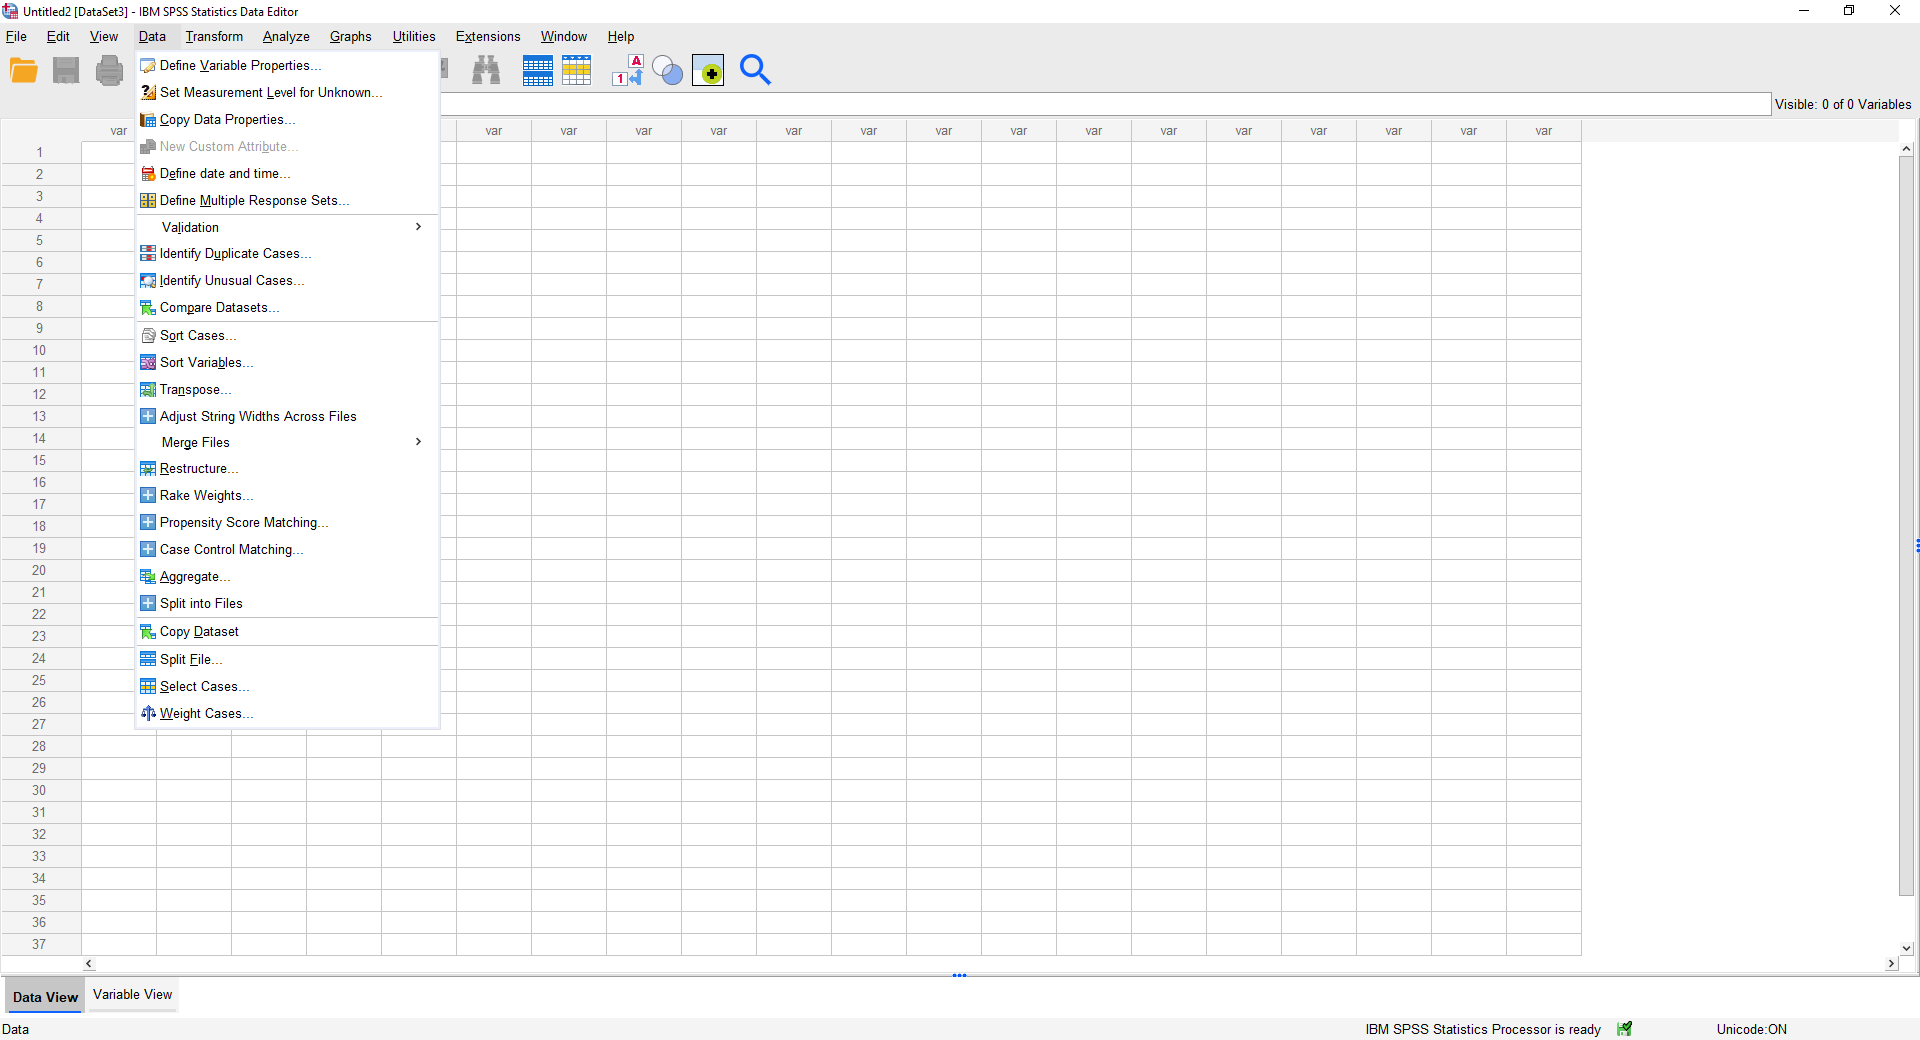 Untitled2 [DataSet3] - IBM SPSS Statistics Data Editor
File Edit View Data Transform Analyze Graphs Utilities Extensions Window Help
A
1
Visible: 0 of 0 Variables
var var var var var var var var var var var var var var var var
Define Variable Properties...
Set Measurement Level for Unknown...
Copy Data Properties...
New Custom Attribute...
Define date and time...
Define Multiple Response Sets...
Validation
Identify Duplicate Cases...
Identify Unusual Cases...
Compare Datasets...
Sort Cases...
Sort Variables...
Transpose...
Adjust String Widths Across Files
Merge Files
Restructure...
Rake Weights...
Propensity Score Matching...
Case Control Matching...
Aggregate...
Split into Files
Copy Dataset
Split File...
Select Cases...
Weight Cases...
1
2
3
4
5
6
7
8
9
10
11
12
13
14
15
16
17
18
19
20
21
22
23
24
25
26
27
28
29
30
31
32
33
34
35
36
37
Data View Variable View
Data IBM SPSS Statistics Processor is ready Unicode:ON